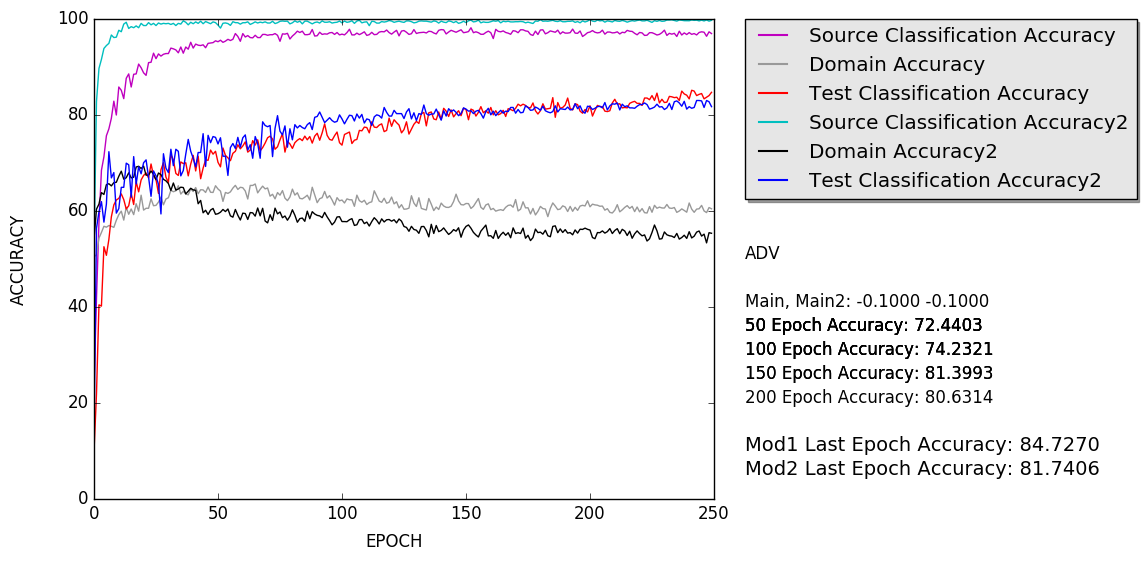 100
80
60
40
20
0
0 50 100 150 200 250
ACCURACY
EPOCH
Source Classification Accuracy
Domain Accuracy
Test Classification Accuracy
Source Classification Accuracy2
Domain Accuracy2
Test Classification Accuracy2
ADV
Main, Main2: -0.1000 -0.1000
50 Epoch Accuracy: 72.4403
100 Epoch Accuracy: 74.2321
150 Epoch Accuracy: 81.3993
200 Epoch Accuracy: 80.6314
Mod1 Last Epoch Accuracy: 84.7270
Mod2 Last Epoch Accuracy: 81.7406